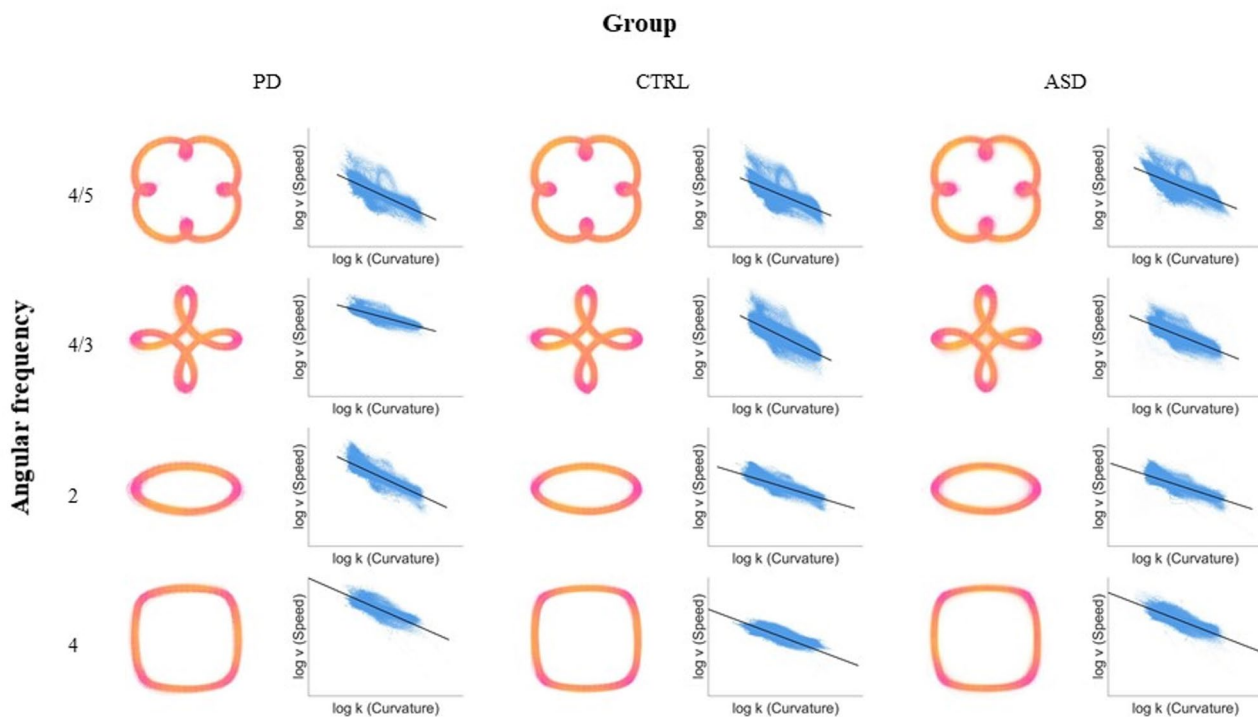 Group
PD CTRL ASD
Angular frequency
4/5
log v (Speed) log v (Speed) log v (Speed)
log k (Curvature) log k (Curvature) log k (Curvature)
4/3
log v (Speed) log v (Speed) log v (Speed)
log k (Curvature) log k (Curvature) log k (Curvature)
2
log v (Speed) log v (Speed) log v (Speed)
log k (Curvature) log k (Curvature) log k (Curvature)
4
log v (Speed) log v (Speed) log v (Speed)
log k (Curvature) log k (Curvature) log k (Curvature)